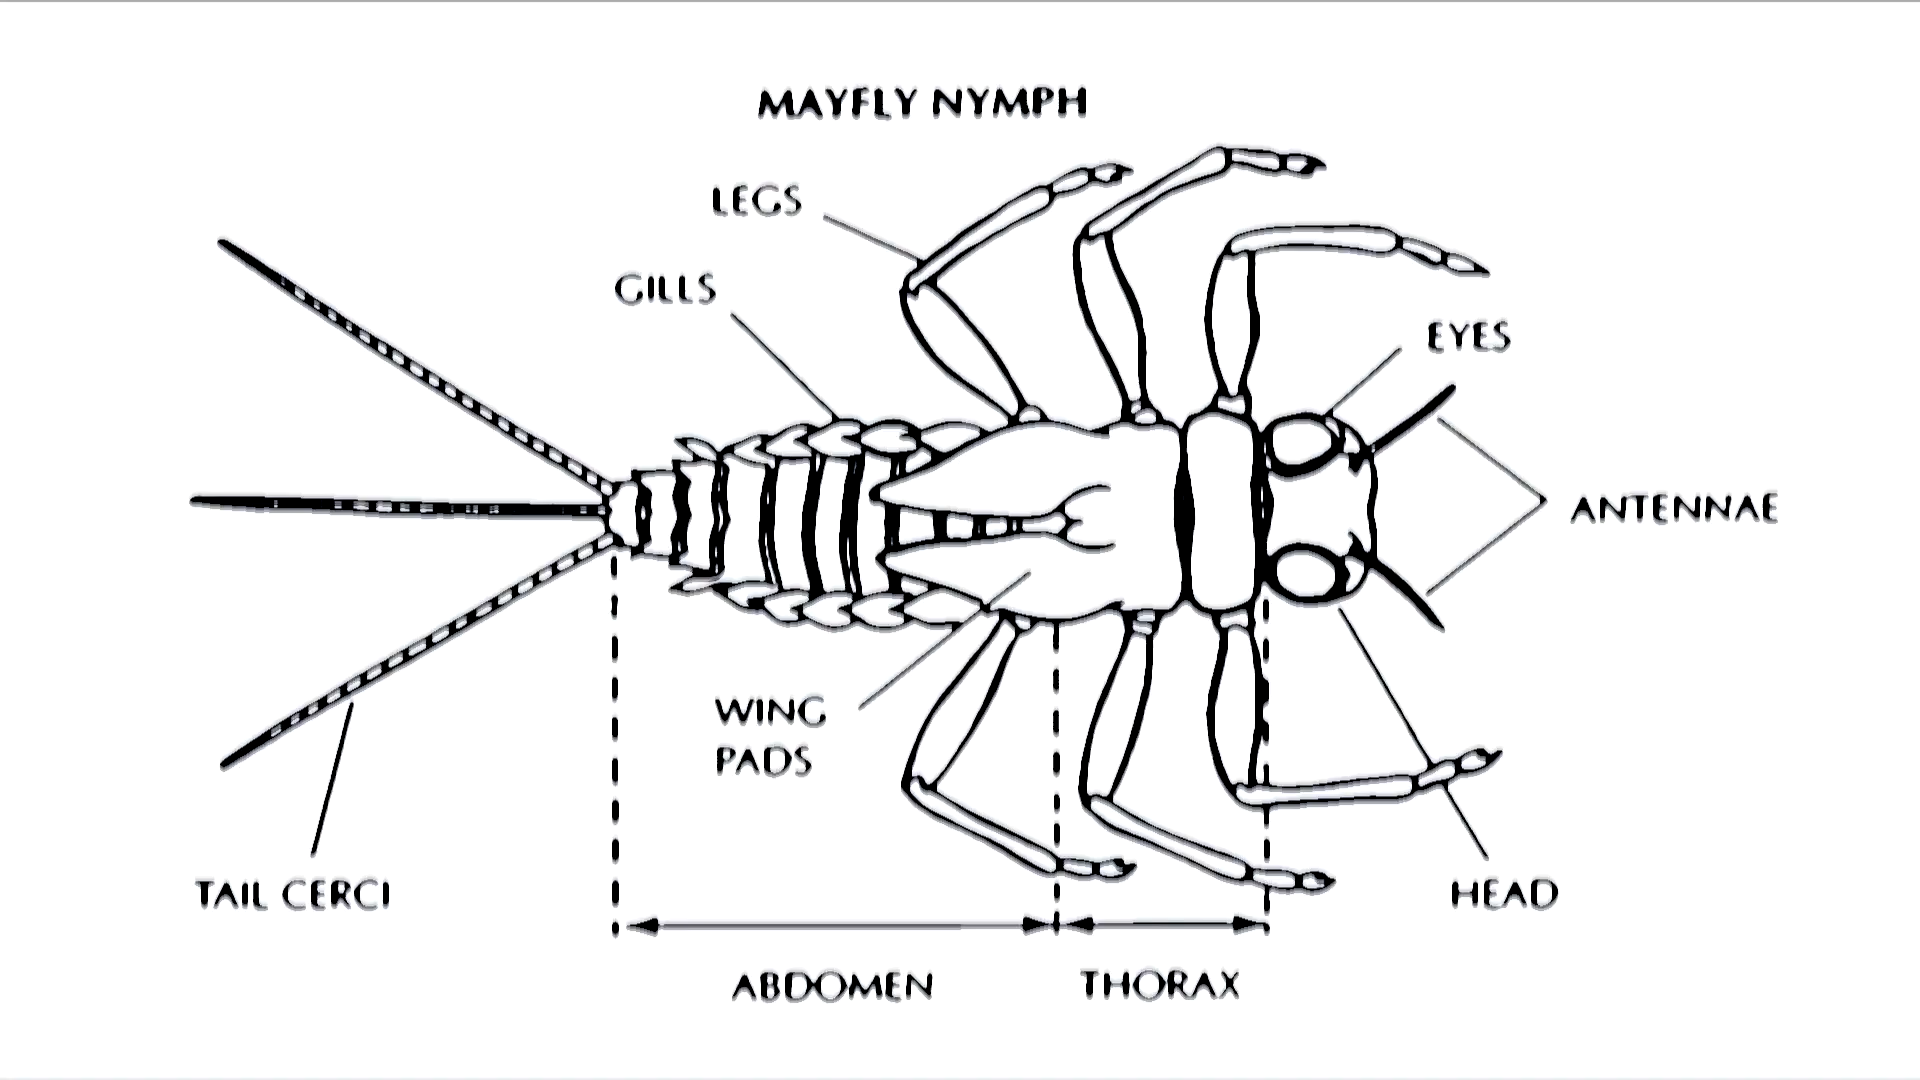 MAYFLY NYMPH
LEGS
GILLS
EYES
ANTENNAE
WING
PADS
TAIL CERCI
HEAD
ABDOMEN
THORAX